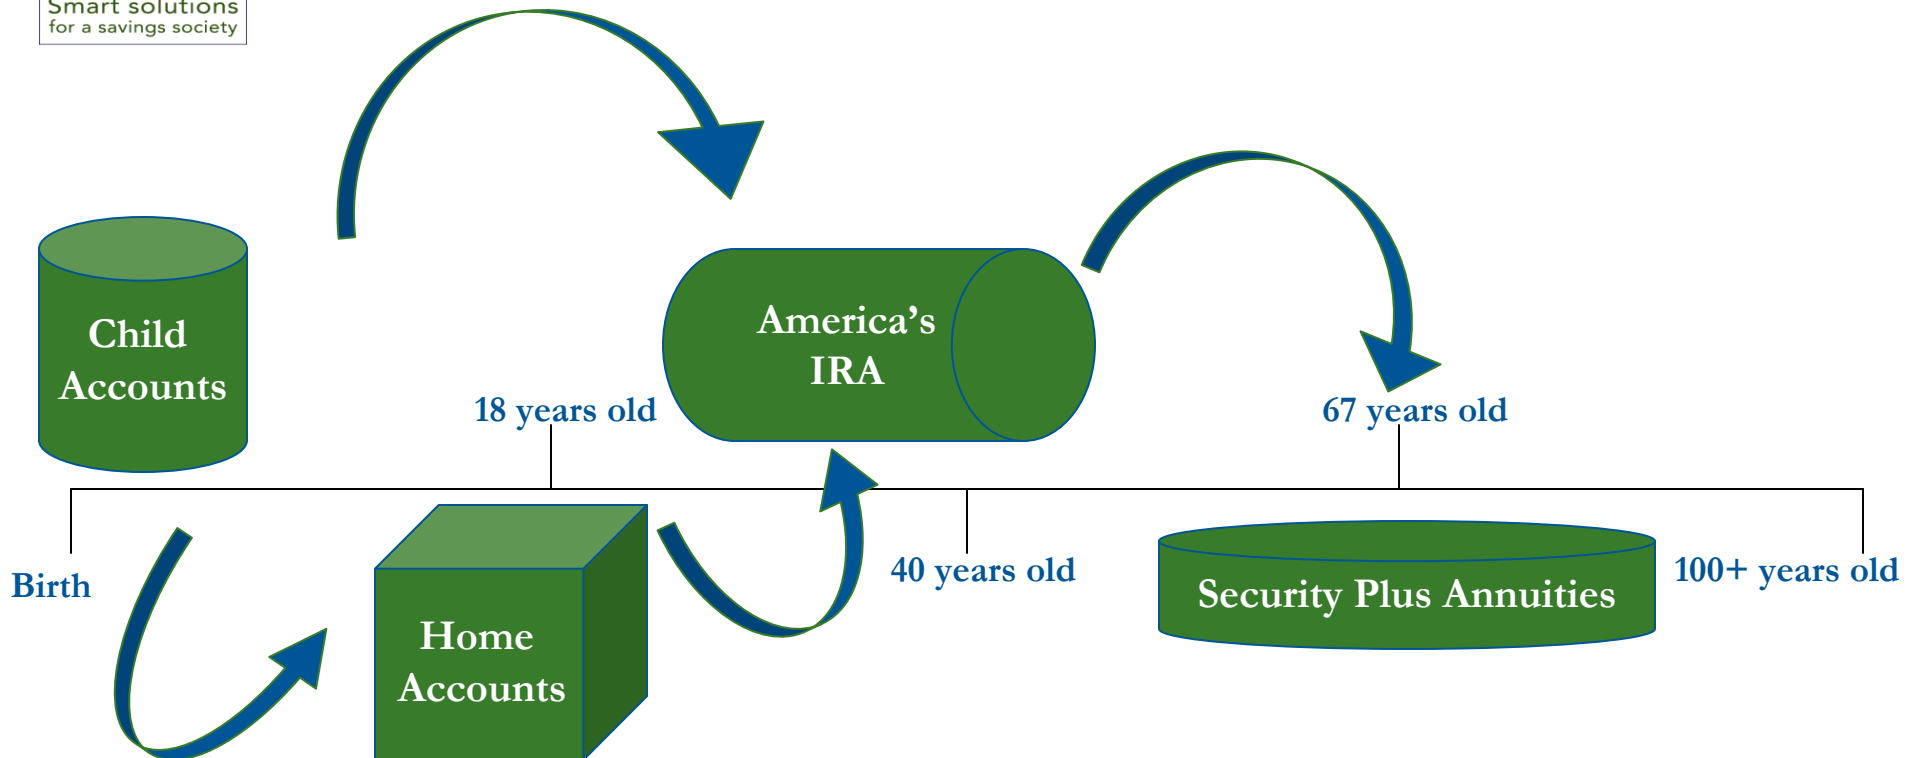 Smart solutions
for a savings society
Child
Accounts
America's
IRA
18 years old
67 years old
Birth
40 years old
100+ years old
Security Plus Annuities
Home
Accounts